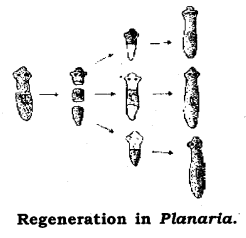 Regeneration in Planaria.